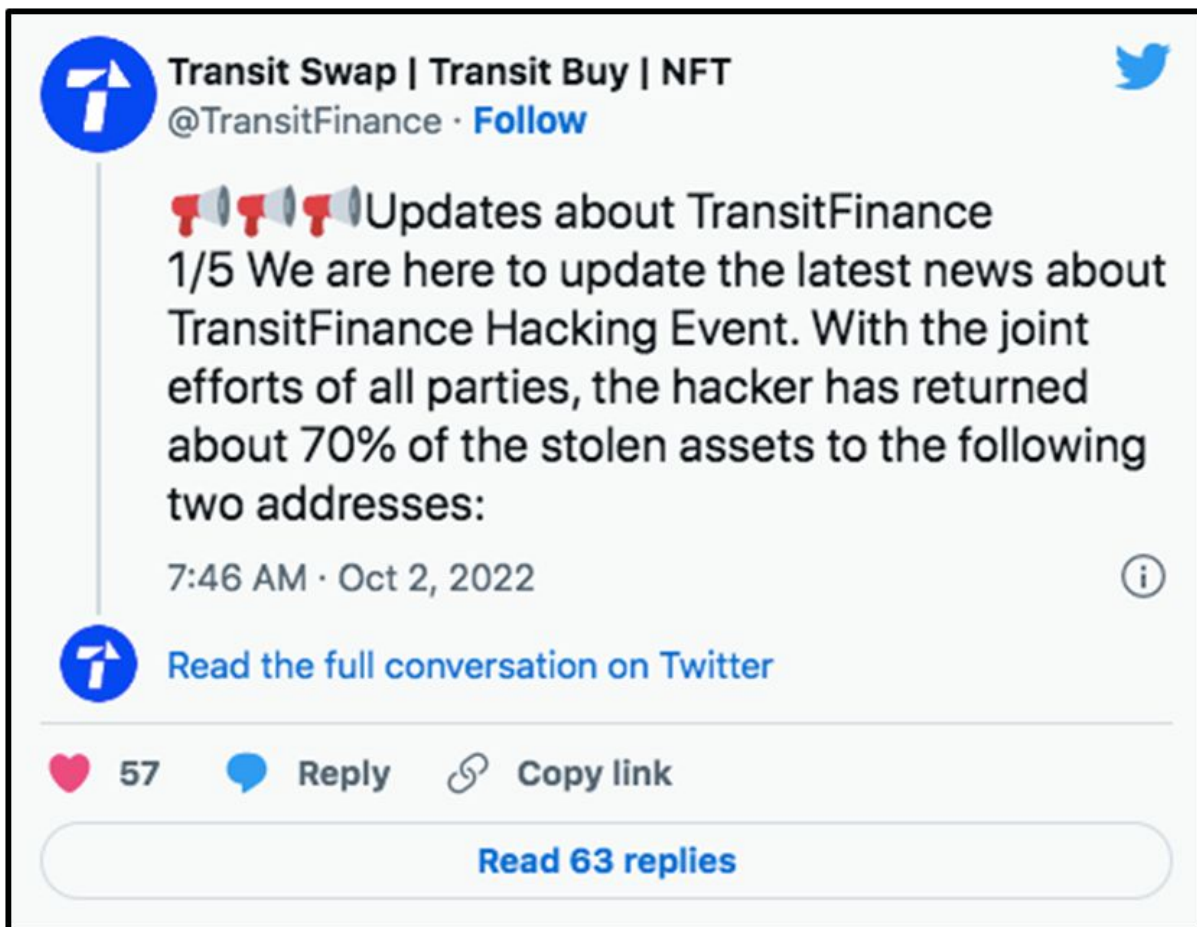 Transit Swap | Transit Buy | NFT
@TransitFinance · Follow
📢📢📢Updates about TransitFinance
1/5 We are here to update the latest news about
TransitFinance Hacking Event. With the joint
efforts of all parties, the hacker has returned
about 70% of the stolen assets to the following
two addresses:
7:46 AM · Oct 2, 2022
Read the full conversation on Twitter
57 Reply Copy link
Read 63 replies